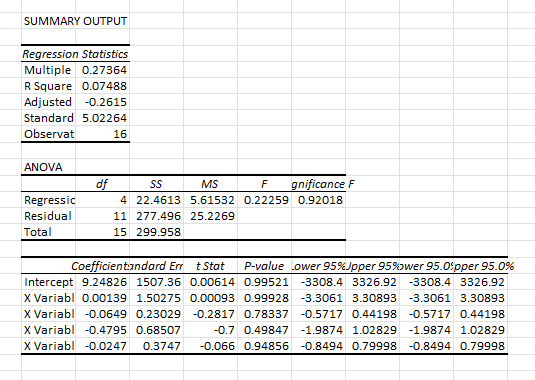 SUMMARY OUTPUT
Regression Statistics
Multiple 0.27364
R Square 0.07488
Adjusted -0.2615
Standard 5.02264
Observat 16
ANOVA
df SS MS F gnificance F
Regressic 4 22.4613 5.61532 0.22259 0.92018
Residual 11 277.496 25.2269
Total 15 299.958
Coefficients andard Err t Stat P-value Lower 95% Upper 95% ower 95.0% pper 95.0%
Intercept 9.24826 1507.36 0.00614 0.99521 -3308.4 3326.92 -3308.4 3326.92
X Variabl 0.00139 1.50275 0.00093 0.99928 -3.3061 3.30893 -3.3061 3.30893
X Variabl -0.0649 0.23029 -0.2817 0.78337 -0.5717 0.44198 -0.5717 0.44198
X Variabl -0.4795 0.68507 -0.7 0.49847 -1.9874 1.02829 -1.9874 1.02829
X Variabl -0.0247 0.3747 -0.066 0.94856 -0.8494 0.79998 -0.8494 0.79998